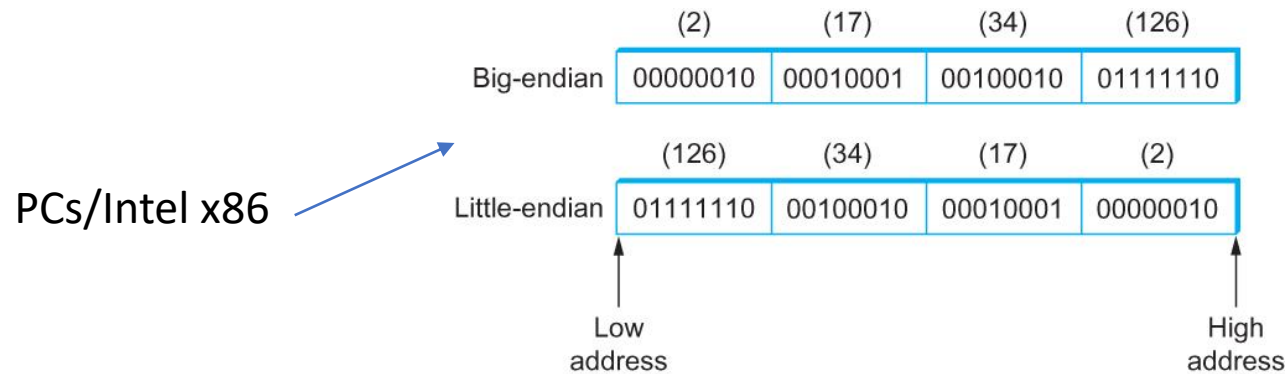 (2) (17) (34) (126)
Big-endian 00000010 00010001 00100010 01111110
(126) (34) (17) (2)
PCs/Intel x86
Little-endian 01111110 00100010 00010001 00000010
Low address
High address